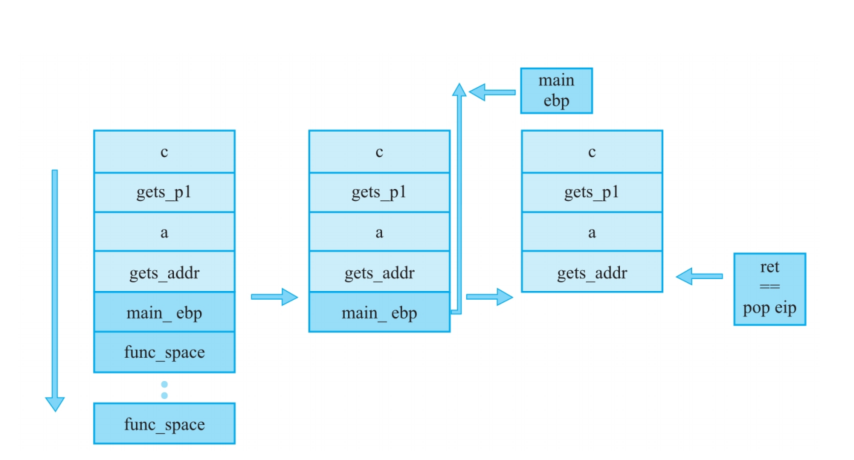 c
gets_p1
a
gets_addr
main_ ebp
func_space
func_space
c
gets_p1
a
gets_addr
main_ ebp
main
ebp
c
gets_p1
a
gets_addr
ret
==
pop eip